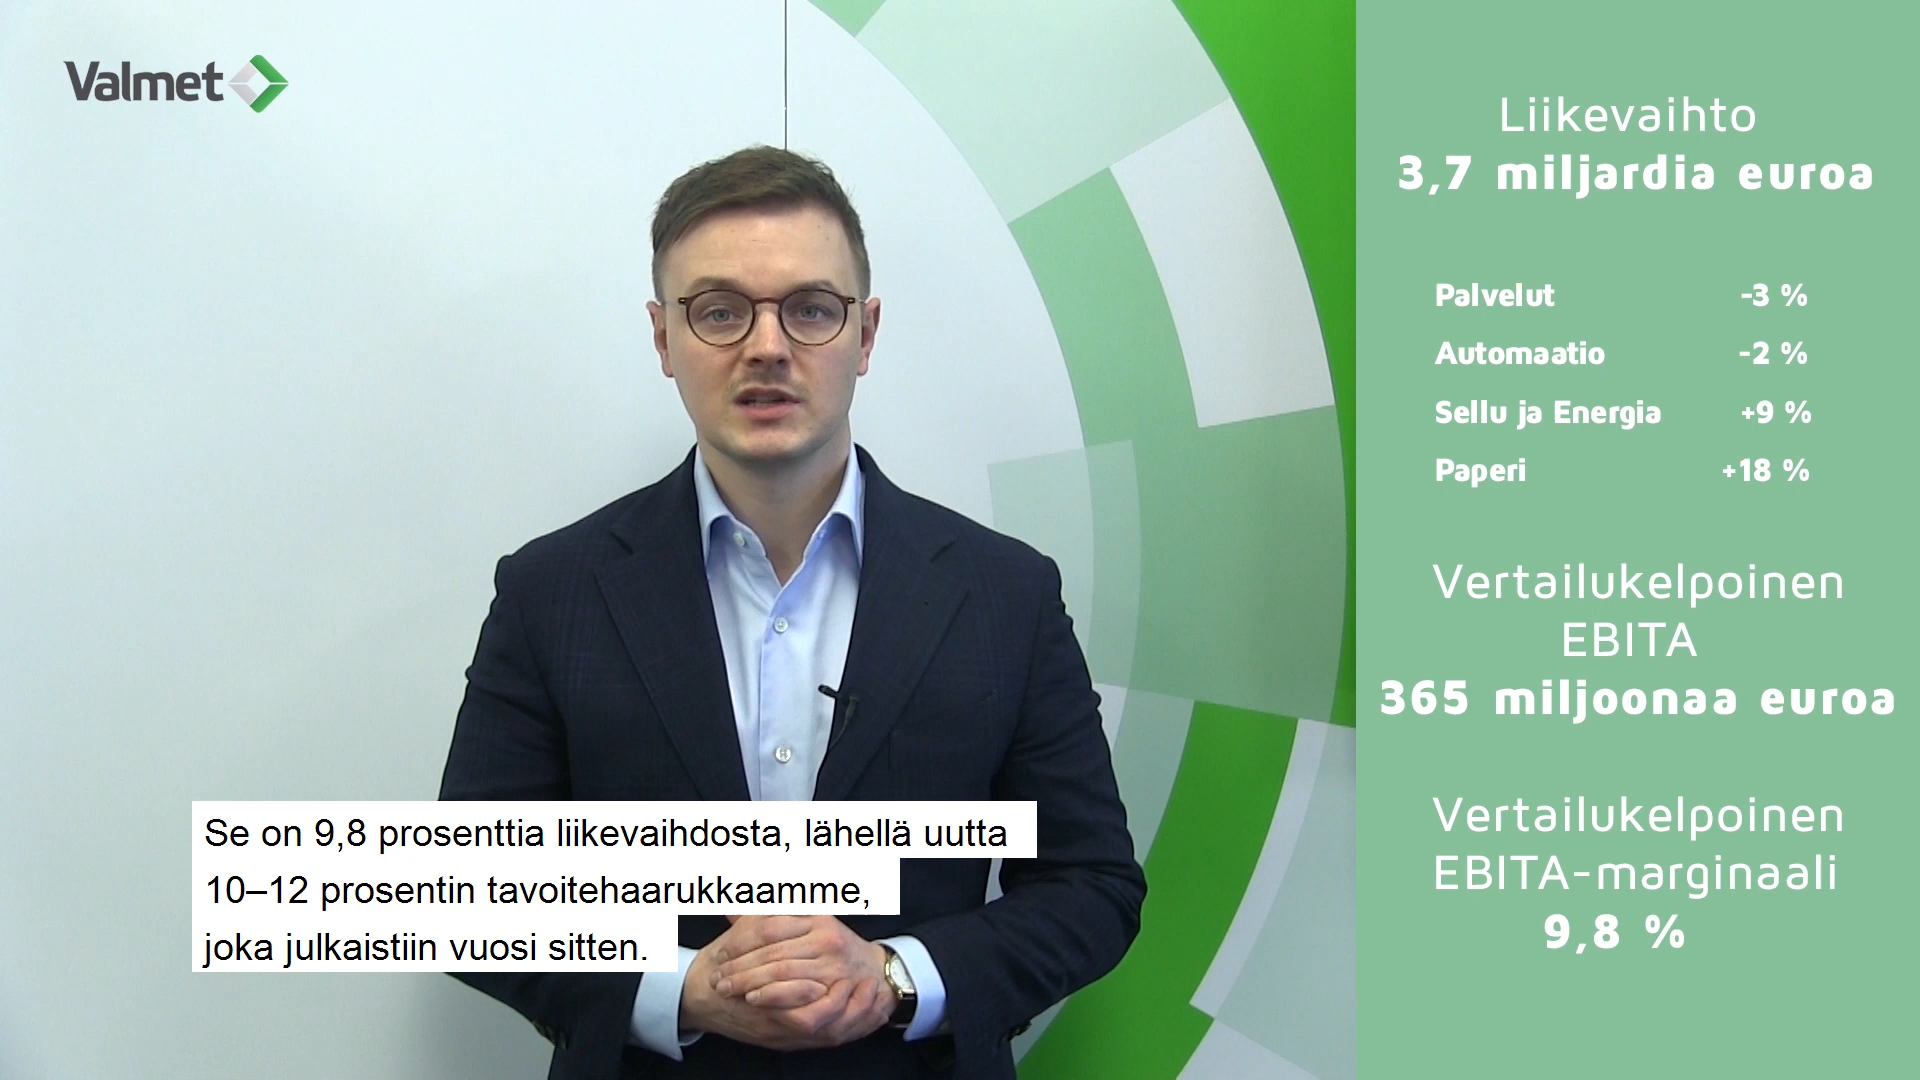 Valmet
Liikevaihto
3,7 miljardia euroa
Palvelut -3 %
Automaatio -2 %
Sellu ja Energia +9 %
Paperi +18 %
Vertailukelpoinen
EBITA
365 miljoonaa euroa
Vertailukelpoinen
EBITA-marginaali
9,8 %
Se on 9,8 prosenttia liikevaihdosta, lähellä uutta
10–12 prosentin tavoitehaarukkaamme,
joka julkaistiin vuosi sitten.